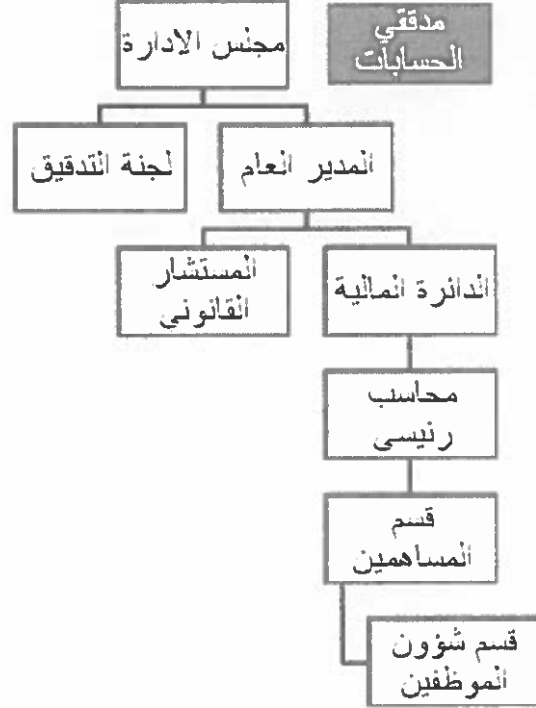 مدققي
الحسابات
مجلس الادارة
المدير العام
لجنة التدقيق
الدائرة المالية
المستشار
القانوني
محاسب
رئيسي
قسم
المساهمين
قسم شؤون
الموظفين